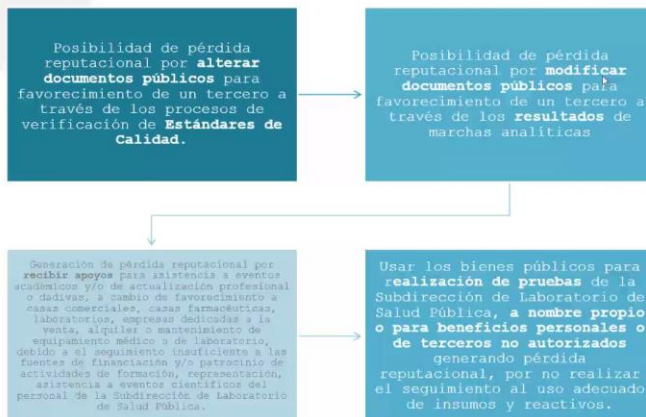 Posibilidad de pérdida
reputacional por alterar
documentos públicos para
favorecimiento de un tercero a
través de los procesos de
verificación de Estándares de
Calidad.
Posibilidad de pérdida
reputacional por modificar
documentos públicos para
favorecimiento de un tercero a
través de los resultados de
marchas analíticas
Generación de pérdida reputacional por
recibir apoyos para asistencia a eventos
académicos y/o de actualización profesional
o dadivas, a cambio de favorecimiento a
casas comerciales, casas farmacéuticas,
laboratorios, empresas dedicadas a la
venta, alquiler o mantenimiento de
equipamiento médico o de laboratorio,
debido a el seguimiento insuficiente a las
fuentes de financiación y/o patrocinio de
actividades de formación, representación,
asistencia a eventos científicos del
personal de la Subdirección de Laboratorio
de Salud Pública.
Usar los bienes públicos para
realización de pruebas de la
Subdirección de Laboratorio de
Salud Pública, a nombre propio
o para beneficios personales o
de terceros no autorizados
generando pérdida
reputacional, por no realizar
el seguimiento al uso adecuado
de insumos y reactivos.